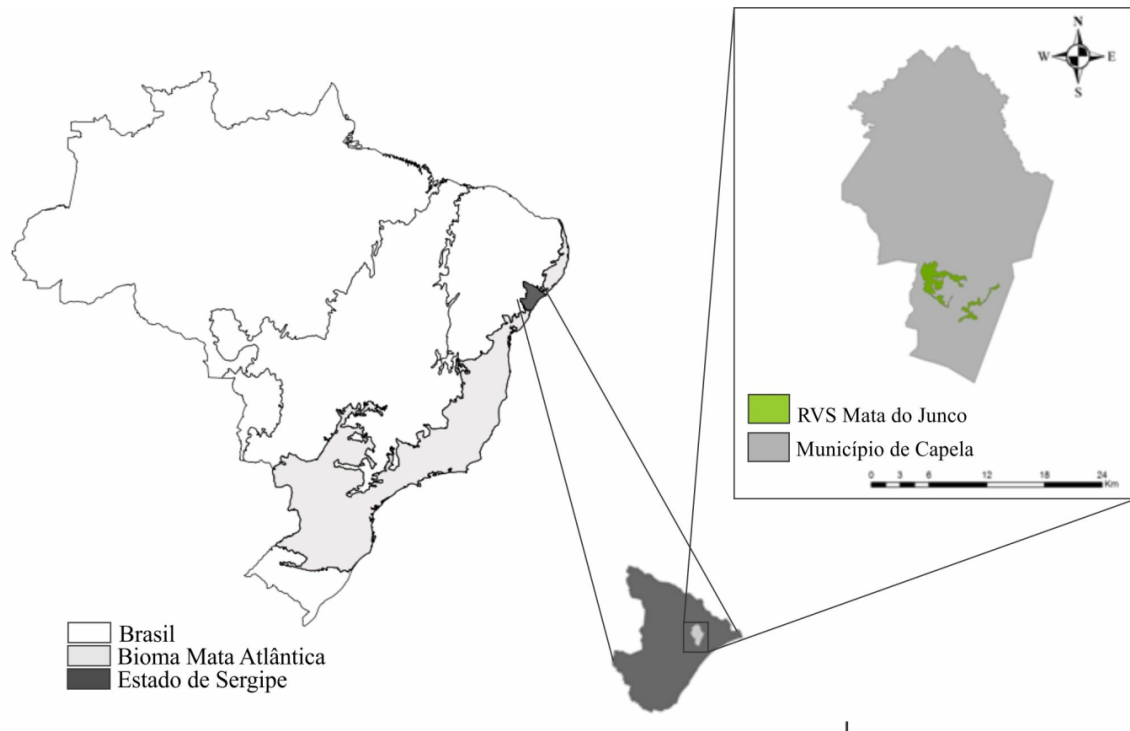 N
W E
S
RVS Mata do Junco
Município de Capela
0 3 6 12 18 24
Km
Brasil
Bioma Mata Atlântica
Estado de Sergipe